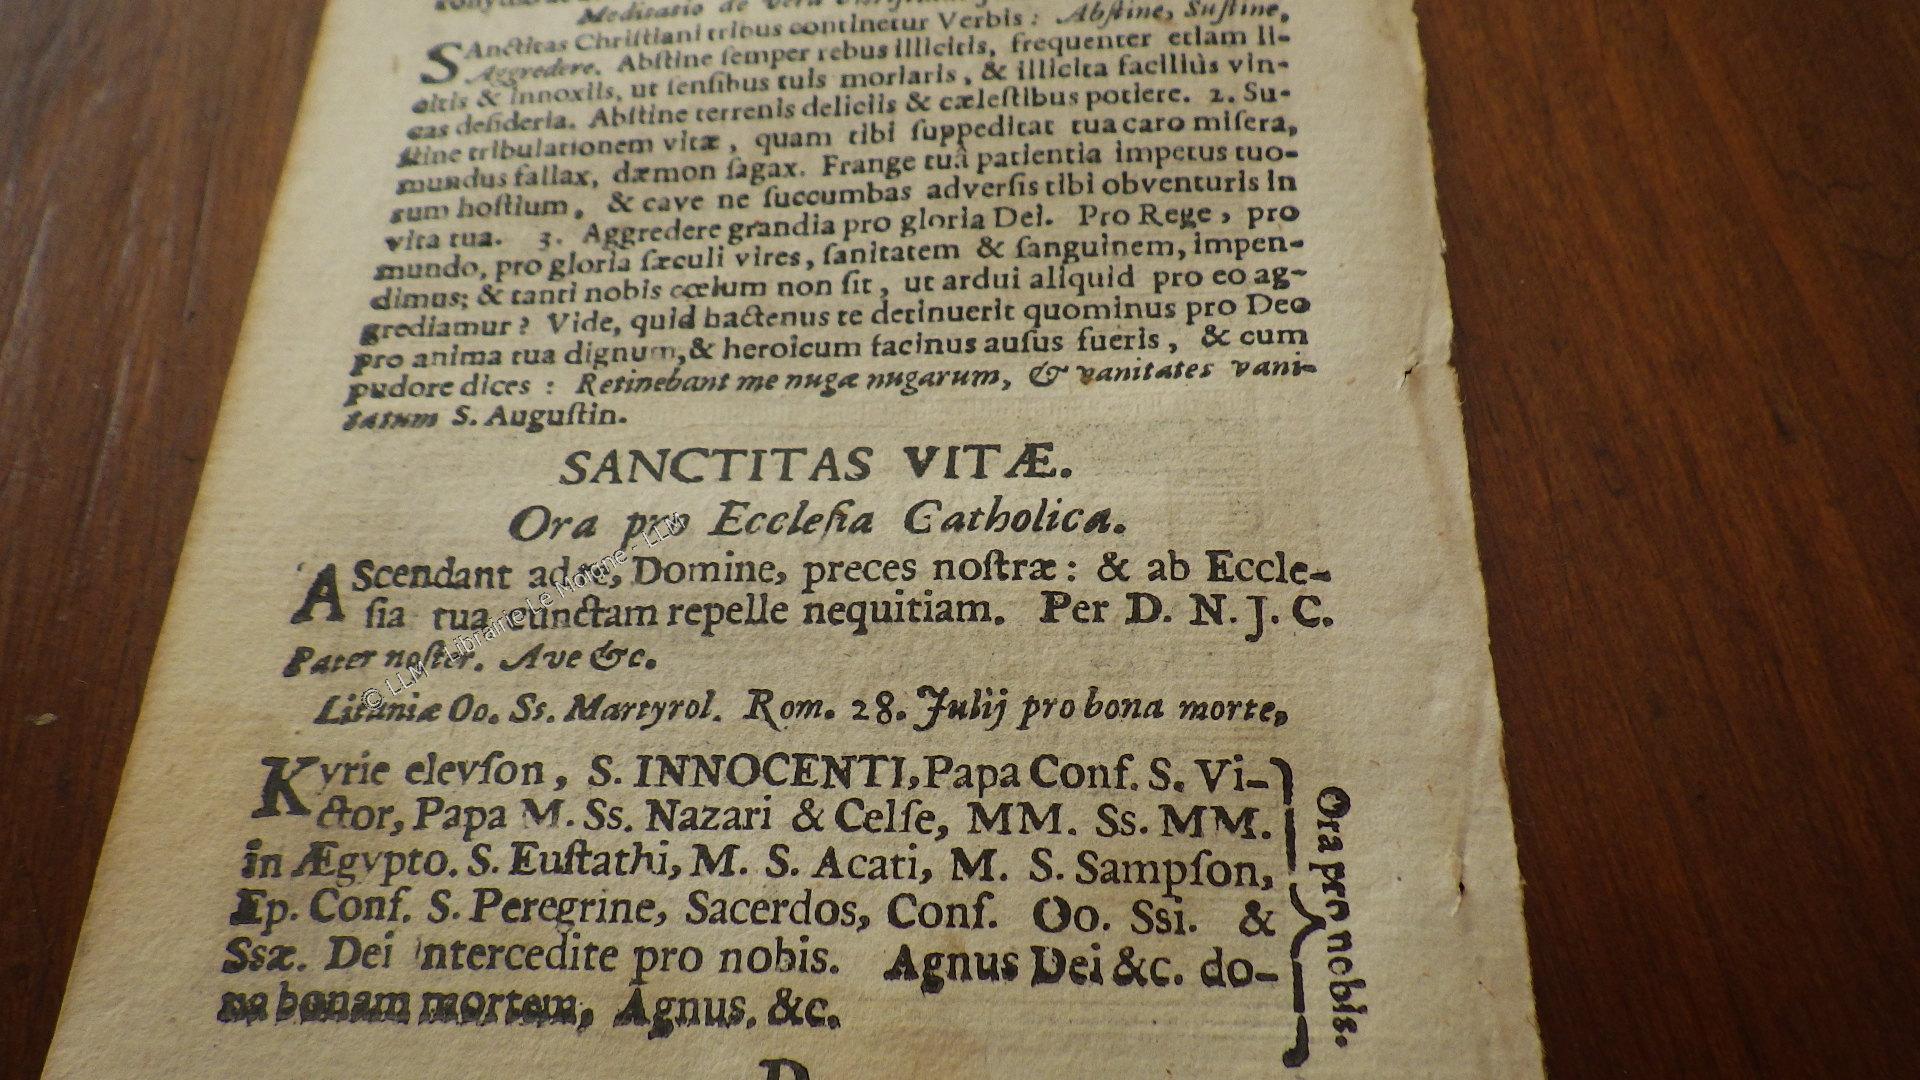 Meditatio de vera
SAnctitas Chriſtiani tribus continetur Verbis: Abſtine, Suſtine,
Aggredere. Abſtine ſemper rebus illicitis, frequenter etiam li-
citis & innoxiis, ut ſenſibus tuis moriaris, & illicita faciliùs vin-
cas deſideria. Abſtine terrenis deliciis & cæleſtibus potiere. 2. Su-
ſtine tribulationem vitæ, quam tibi ſuppeditat tua caro miſera,
mundus fallax, dæmon ſagax. Frange tuâ patientia impetus tuo-
rum hoſtium, & cave ne ſuccumbas adverſis tibi obventuris in
vita tua. 3. Aggredere grandia pro gloria Dei. Pro Rege, pro
mundo, pro gloria ſæculi vires, ſanitatem & ſanguinem, impen-
dimus; & tanti nobis cœlum non ſit, ut ardui aliquid pro eo ag-
grediamur? Vide, quid hactenus te detinuerit quominus pro Deo
pro anima tua dignum, & heroicum facinus auſus fueris, & cum
pudore dices: Retinebant me nugæ nugarum, & vanitates vani-
tatum S. Auguſtin.
SANCTITAS VITÆ.
Ora pro Eccleſia Catholica.
AScendant ad te, Domine, preces noſtræ: & ab Eccle-
ſia tua cunctam repelle nequitiam. Per D. N. J. C.
Pater noſter. Ave &c.
Litaniæ Oo. Ss. Martyrol. Rom. 28. Julij pro bona morte,
Kyrie eleyſon, S. INNOCENTI, Papa Conf. S. Vi-
ctor, Papa M. Ss. Nazari & Celſe, MM. Ss. MM.
in Ægypto. S. Euſtathi, M. S. Acati, M. S. Sampſon,
Ep. Conf. S. Peregrine, Sacerdos, Conf. Oo. Ssi. &
Ssæ. Dei Intercedite pro nobis. Agnus Dei &c. do-
na bonam mortem, Agnus. &c.
Ora pro nobis.
© LLM - Librairie Le Moigne - LLM